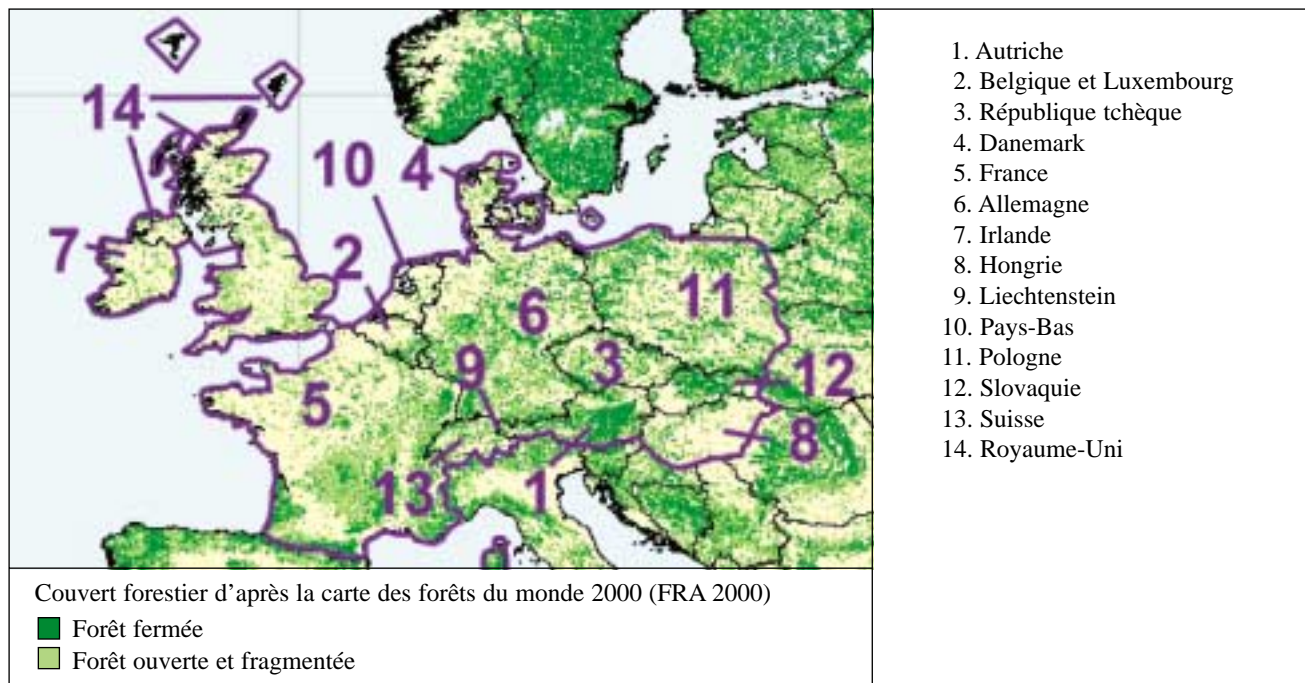 14
10
4
7
2
6
11
3
12
9
5
8
13
1
1. Autriche
2. Belgique et Luxembourg
3. République tchèque
4. Danemark
5. France
6. Allemagne
7. Irlande
8. Hongrie
9. Liechtenstein
10. Pays-Bas
11. Pologne
12. Slovaquie
13. Suisse
14. Royaume-Uni
Couvert forestier d’après la carte des forêts du monde 2000 (FRA 2000)
Forêt fermée
Forêt ouverte et fragmentée